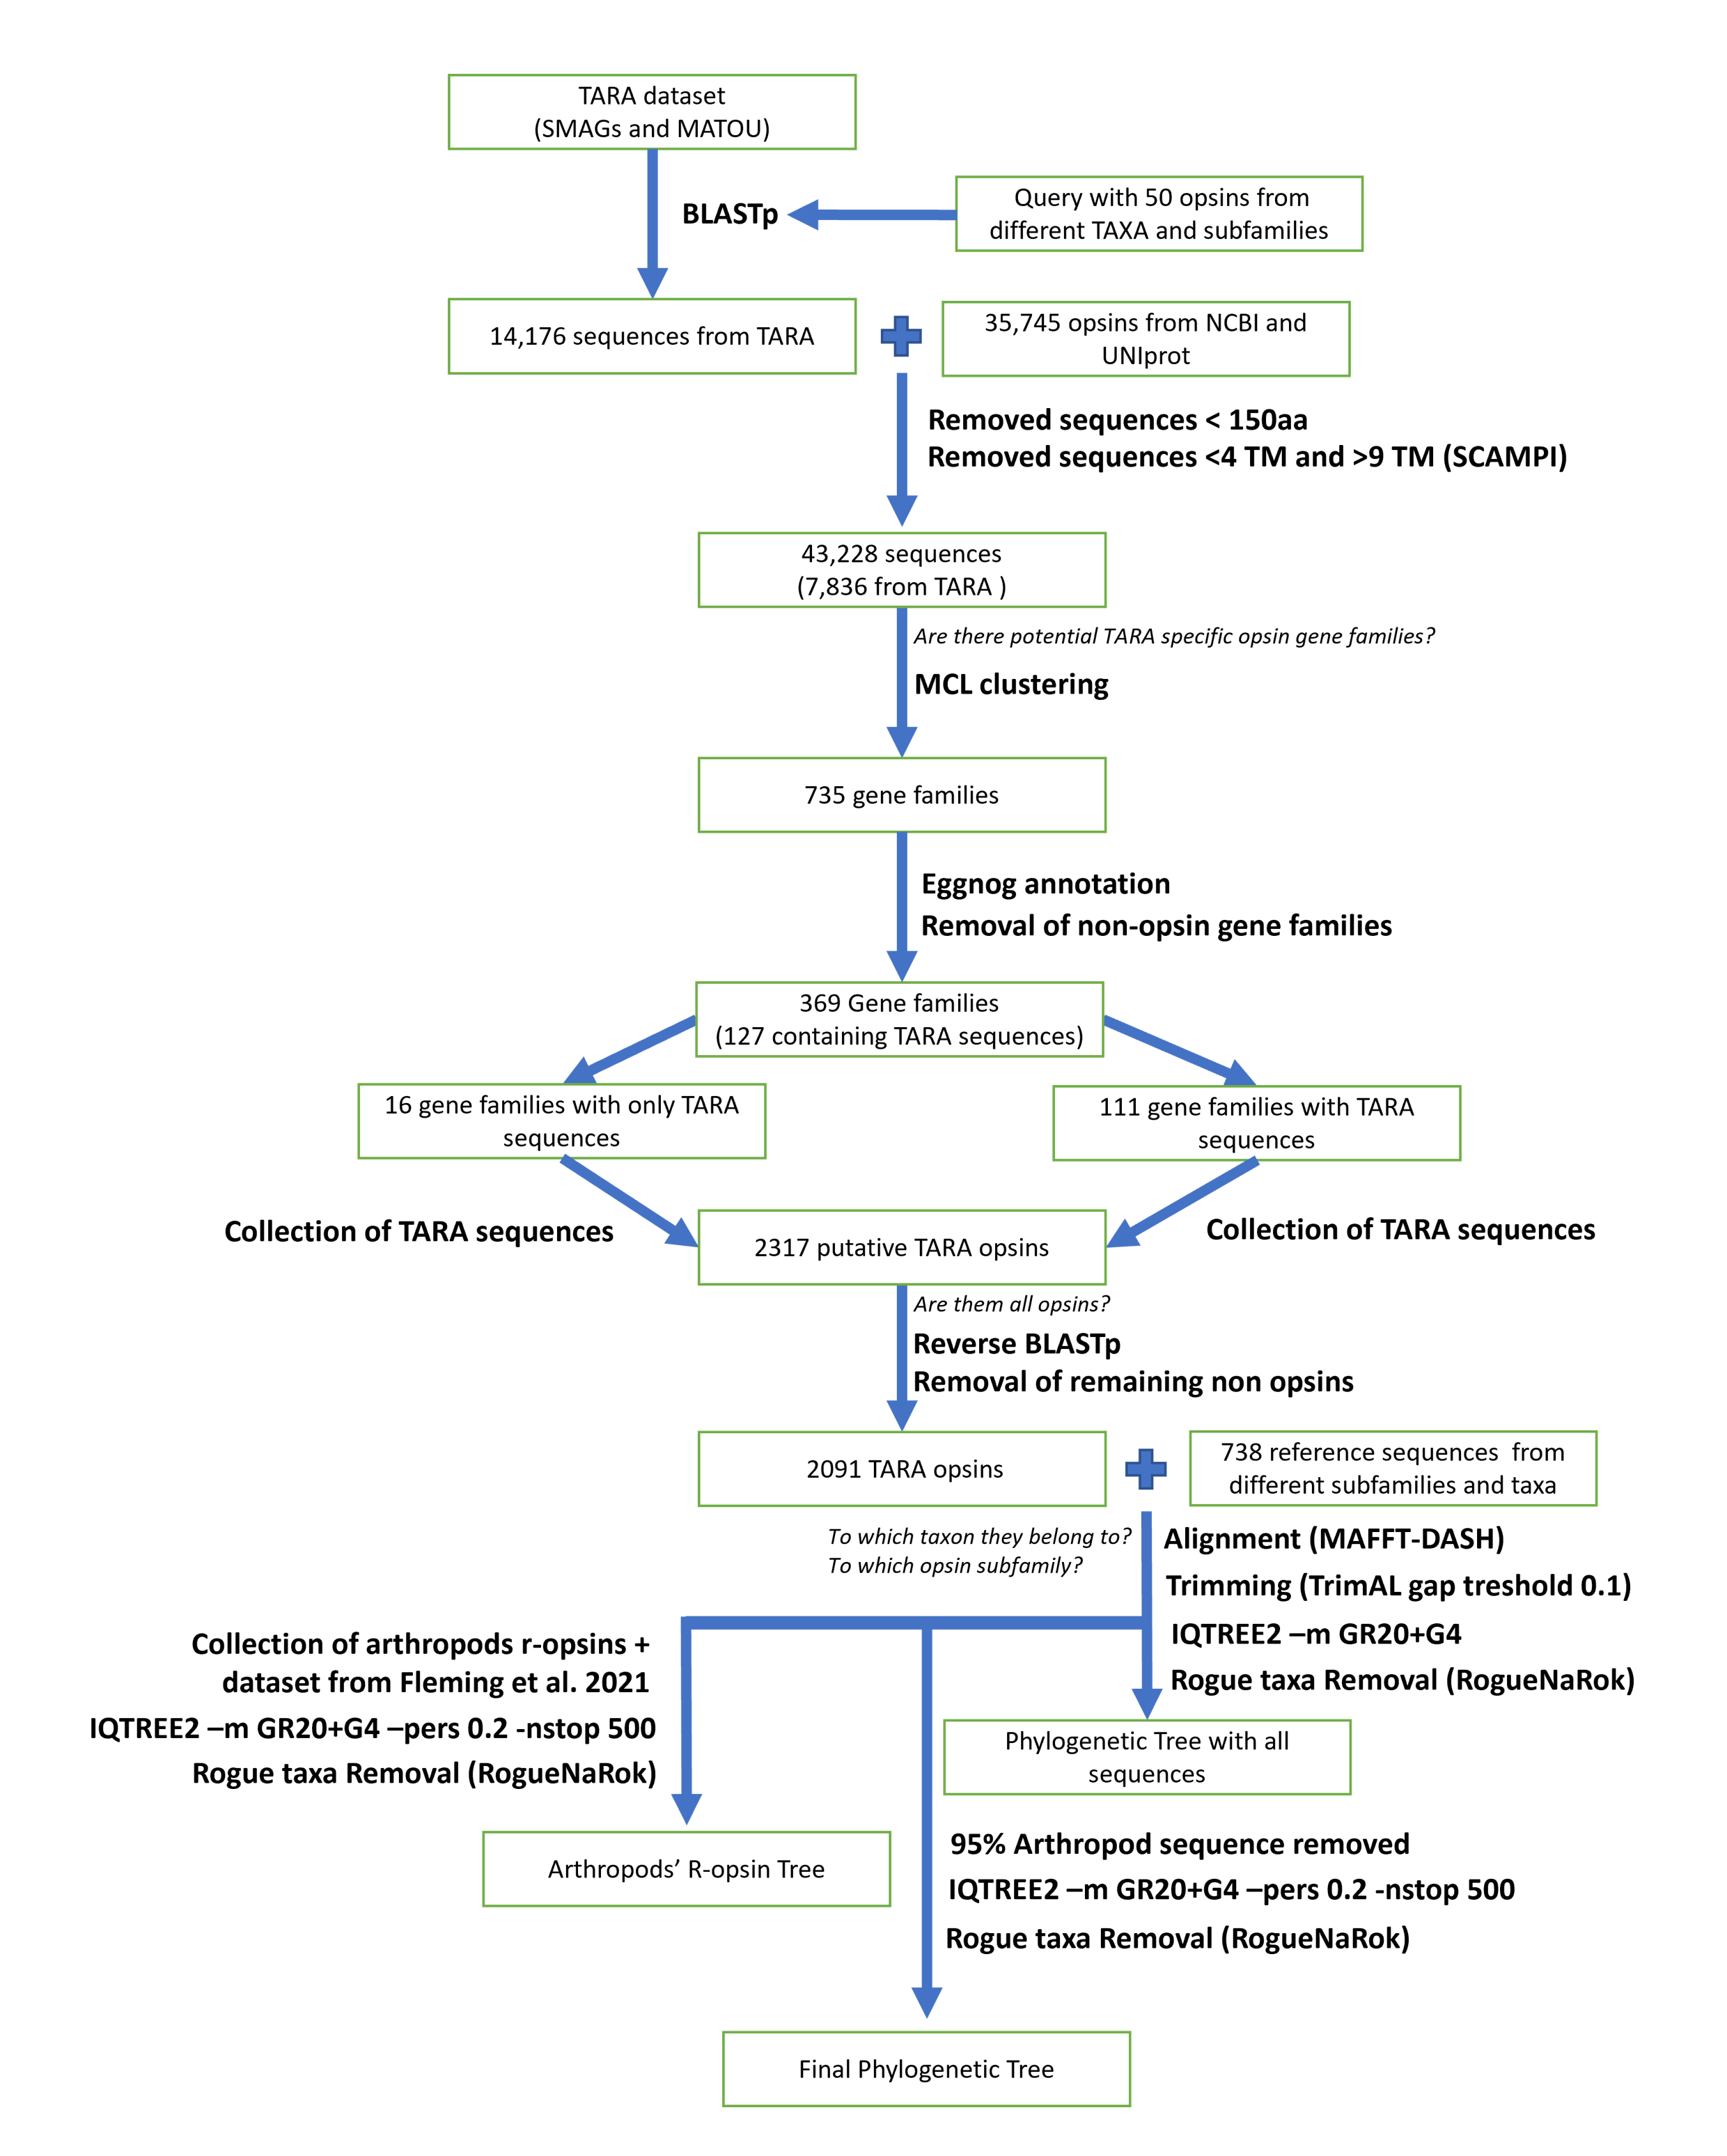 TARA dataset
(SMAGs and MATOU)
BLASTp
Query with 50 opsins from
different TAXA and subfamilies
14,176 sequences from TARA
35,745 opsins from NCBI and
UNIprot
Removed sequences < 150aa
Removed sequences <4 TM and >9 TM (SCAMPI)
43,228 sequences
(7,836 from TARA )
Are there potential TARA specific opsin gene families?
MCL clustering
735 gene families
Eggnog annotation
Removal of non-opsin gene families
369 Gene families
(127 containing TARA sequences)
16 gene families with only TARA
sequences
111 gene families with TARA
sequences
Collection of TARA sequences
Collection of TARA sequences
2317 putative TARA opsins
Are them all opsins?
Reverse BLASTp
Removal of remaining non opsins
2091 TARA opsins
738 reference sequences  from
different subfamilies and taxa
To which taxon they belong to?
To which opsin subfamily?
Alignment (MAFFT-DASH)
Trimming (TrimAL gap treshold 0.1)
IQTREE2 –m GR20+G4
Rogue taxa Removal (RogueNaRok)
Collection of arthropods r-opsins +
dataset from Fleming et al. 2021
IQTREE2 –m GR20+G4 –pers 0.2 -nstop 500
Rogue taxa Removal (RogueNaRok)
Phylogenetic Tree with all
sequences
Arthropods’ R-opsin Tree
95% Arthropod sequence removed
IQTREE2 –m GR20+G4 –pers 0.2 -nstop 500
Rogue taxa Removal (RogueNaRok)
Final Phylogenetic Tree